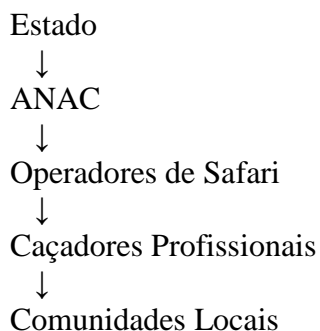 Estado
↓
ANAC
↓
Operadores de Safari
↓
Caçadores Profissionais
↓
Comunidades Locais